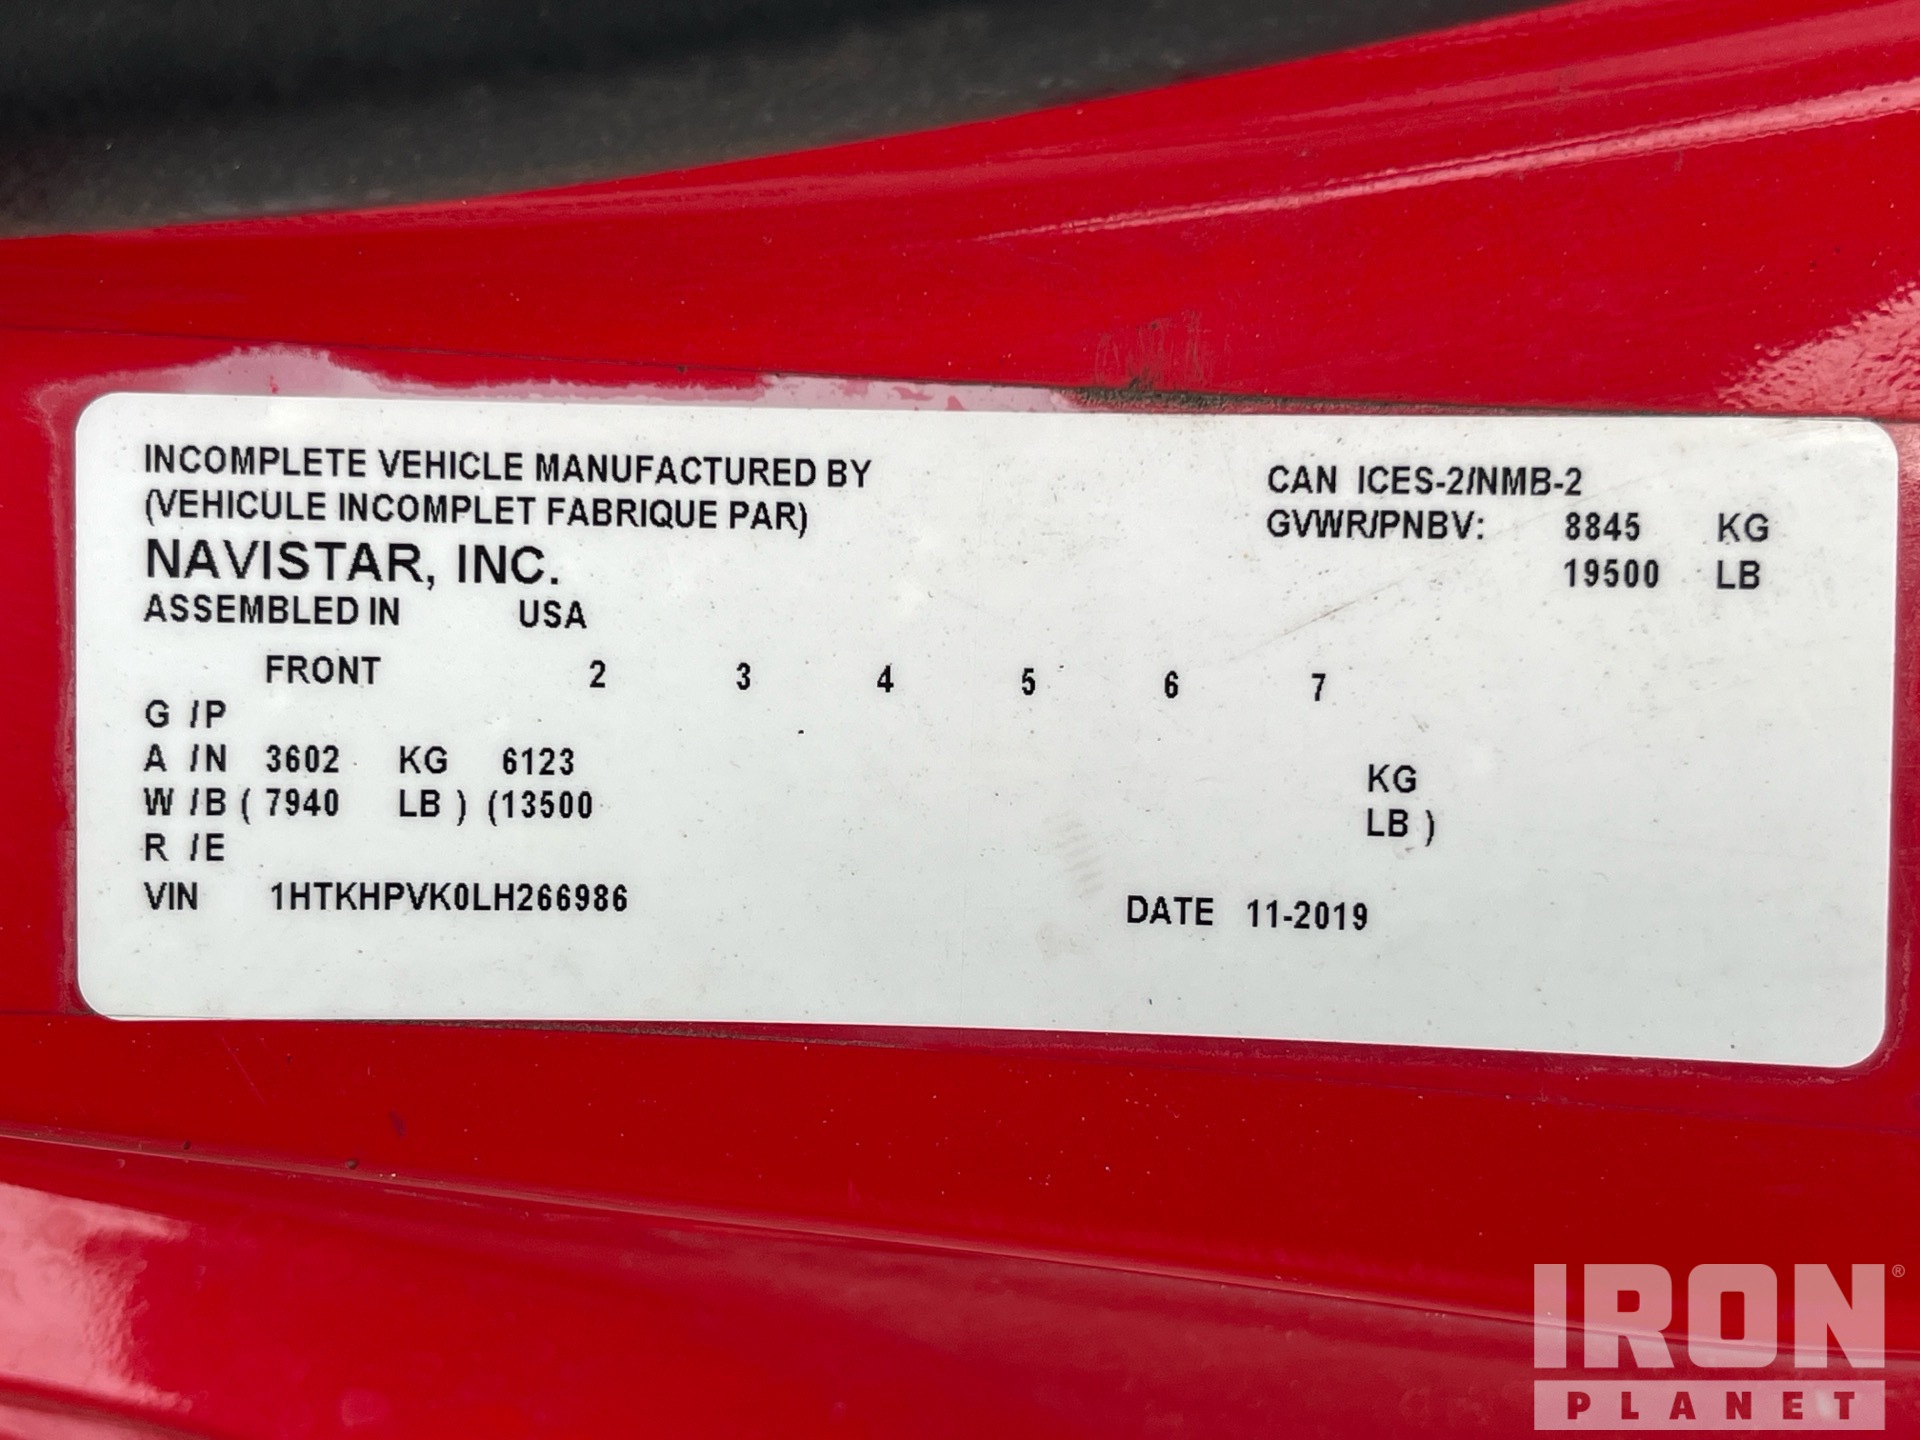 INCOMPLETE VEHICLE MANUFACTURED BY
(VEHICULE INCOMPLET FABRIQUE PAR)
NAVISTAR, INC.
ASSEMBLED IN USA
CAN ICES-2/NMB-2
GVWR/PNBV: 8845 KG
19500 LB
FRONT 2 3 4 5 6 7
G /P
A /N 3602 KG 6123 KG
W /B ( 7940 LB ) (13500 LB )
R /E
VIN 1HTKHPVK0LH266986 DATE 11-2019
IRON ®
PLANET